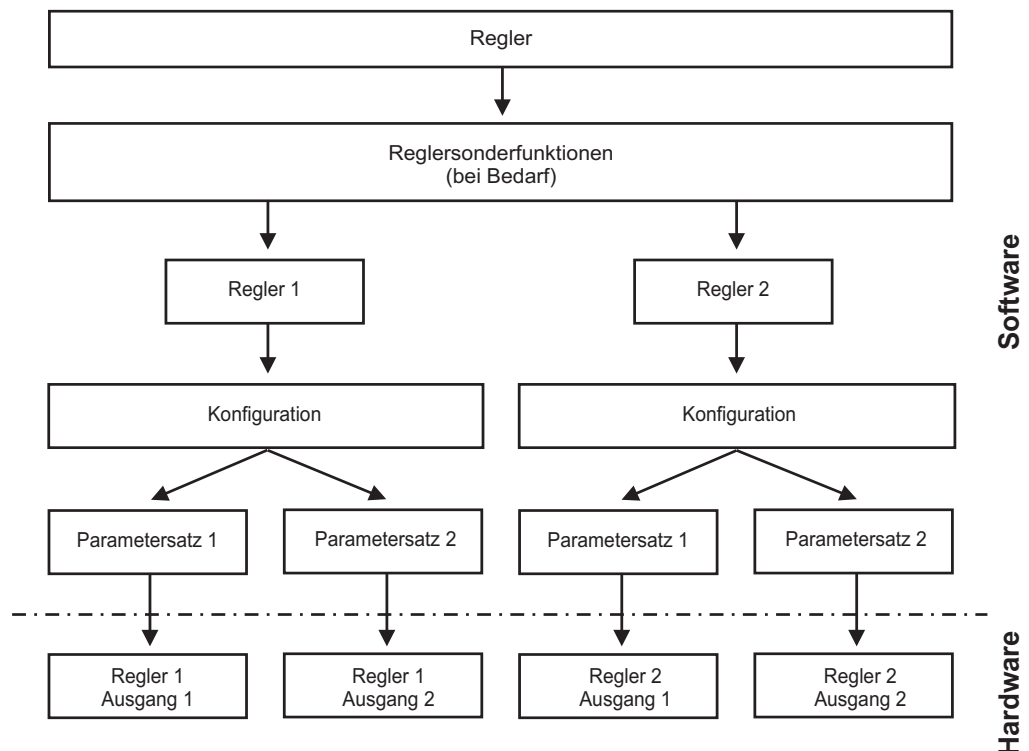 Regler
Reglersonderfunktionen
(bei Bedarf)
Regler 1
Regler 2
Software
Konfiguration
Konfiguration
Parametersatz 1
Parametersatz 2
Parametersatz 1
Parametersatz 2
Regler 1
Ausgang 1
Regler 1
Ausgang 2
Regler 2
Ausgang 1
Regler 2
Ausgang 2
Hardware